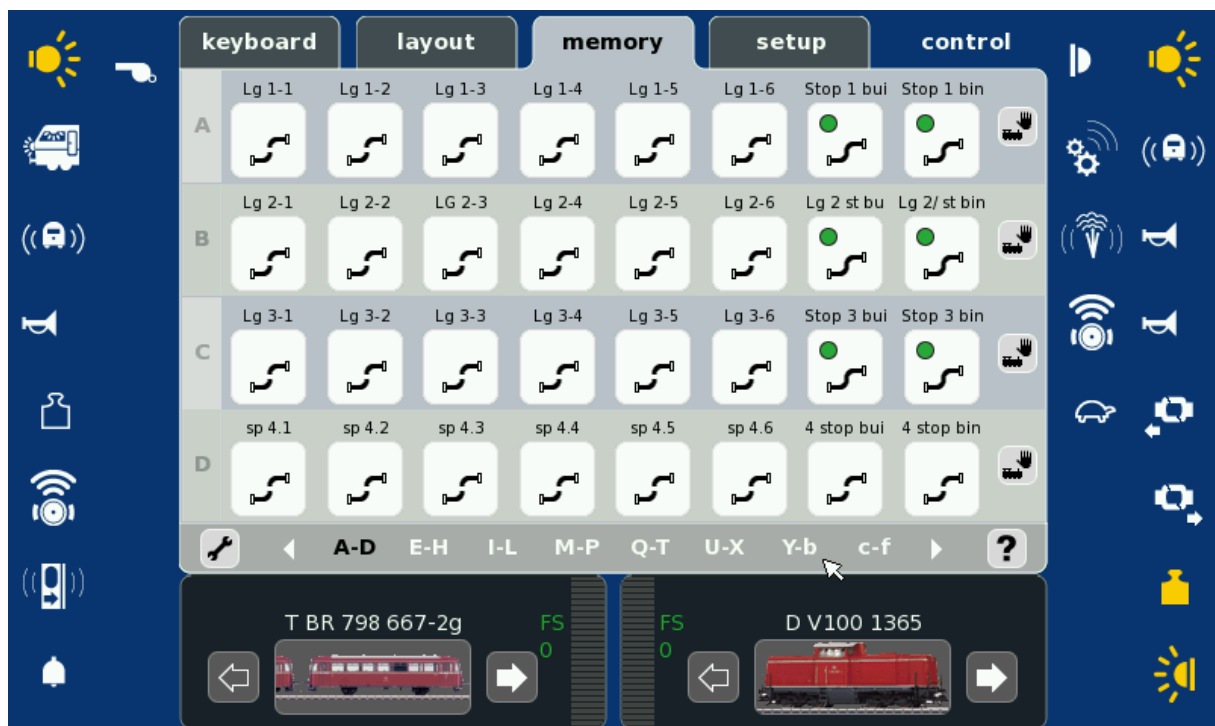 keyboard layout memory setup control
Lg 1-1 Lg 1-2 Lg 1-3 Lg 1-4 Lg 1-5 Lg 1-6 Stop 1 bui Stop 1 bin
A
Lg 2-1 Lg 2-2 LG 2-3 Lg 2-4 Lg 2-5 Lg 2-6 Lg 2 st bu Lg 2/ st bin
B
Lg 3-1 Lg 3-2 Lg 3-3 Lg 3-4 Lg 3-5 Lg 3-6 Stop 3 bui Stop 3 bin
C
sp 4.1 sp 4.2 sp 4.3 sp 4.4 sp 4.5 sp 4.6 4 stop bui 4 stop bin
D
A-D E-H I-L M-P Q-T U-X Y-b c-f ?
T BR 798 667-2g FS FS D V100 1365
0 0